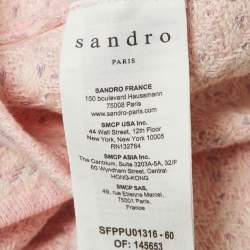 sandro
PARIS
SANDRO FRANCE
150 boulevard Haussmann
75008 Paris
www.sandro-paris.com
SMCP USA Inc.
44 Wall Street, 12th Floor
New York, New York 10005
RN132764
SMCP ASIA Inc.
The Centrium, Suite 3203A-5A, 32/F
60 Wyndham Street, Central
HONG-KONG
SMCP SAS,
49, rue Etienne Marcel,
75001 Paris,
France
SFPPU01316 - 60
OF: 145653